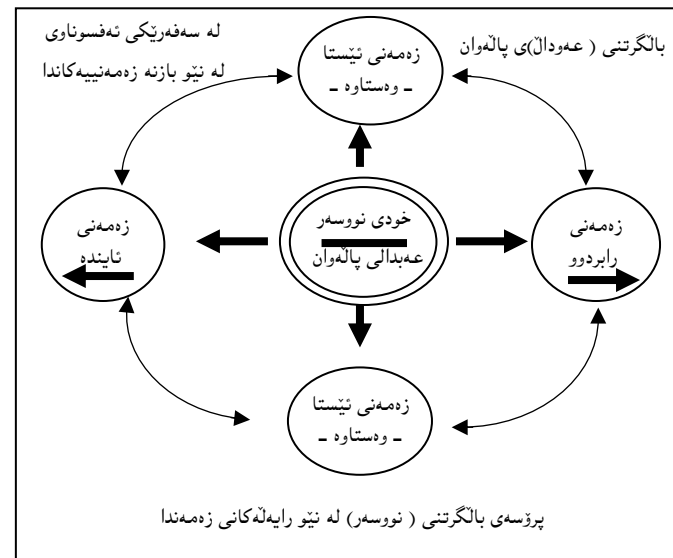 بالگرتنی ( عەوداڵ)ی پاڵەوان
لە سەفەرێکی ئەفسوناوی
لە نێو بازنە زەمەنییەکاندا
زەمەنی ئێستا
ـ وەستاوە ـ
زەمەنی
رابردوو
خودی نووسەر
عەبدالی پاڵەوان
زەمەنی
ئایندە
زەمەنی ئێستا
ـ وەستاوە ـ
پرۆسەی باڵگرتنی ( نووسەر) لە نێو رایەڵەکانی زەمەندا